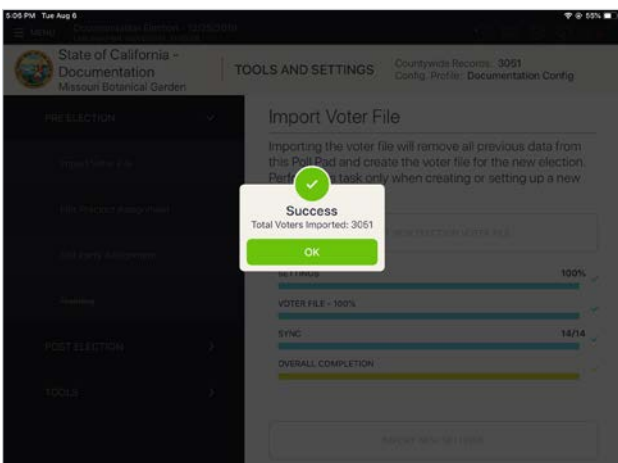 5:06 PM Tue Aug 6
55%
MENU
State of California -
Documentation
Missouri Botanical Garden
TOOLS AND SETTINGS
Countywide Records: 3061
Config. Profile: Documentation Config
PRE ELECTION
Import Voter File
Importing the voter file will remove all previous data from
this Poll Pad and create the voter file for the new election.
task only when creating or setting up a new
Success
Total Voters Imported: 3061
OK
SETTINGS
100%
VOTER FILE - 100%
SYNC
14/14
OVERALL COMPLETION
POST ELECTION
TOOLS
IMPORT NEW SETTINGS